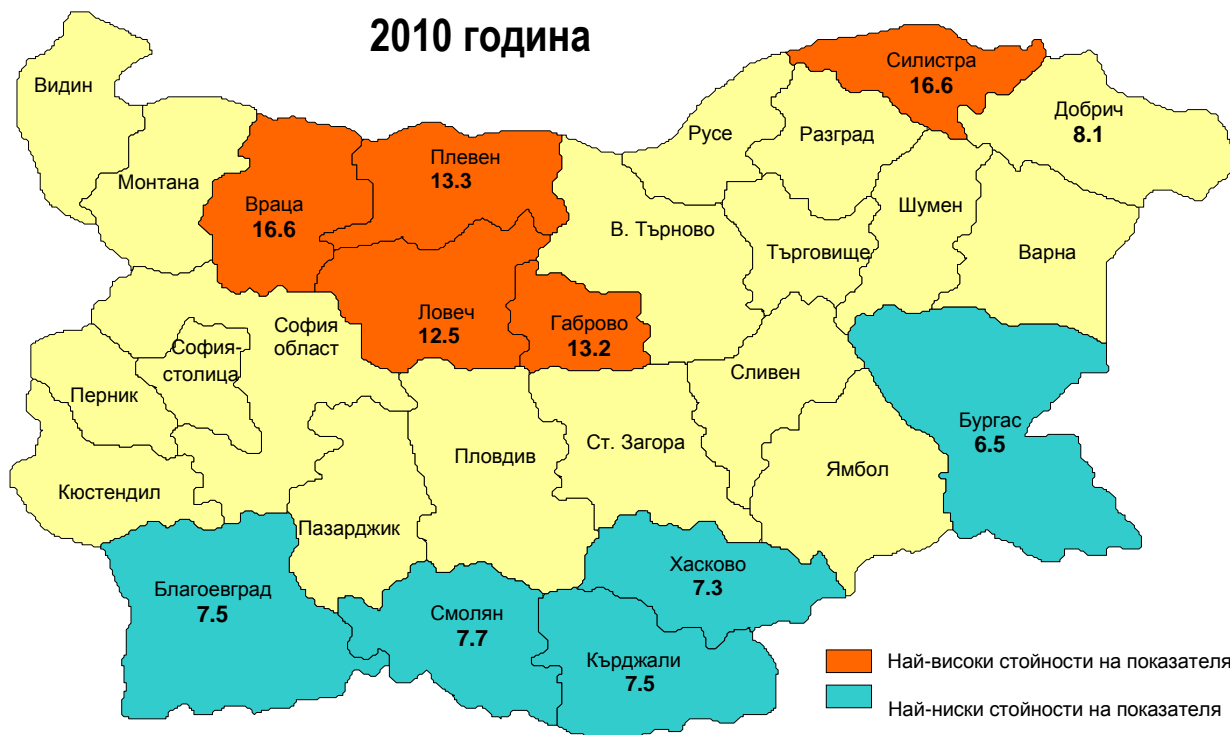 2010 година
Видин
Монтана
Враца
16.6
Плевен
13.3
Ловеч
12.5
Габрово
13.2
В. Търново
Русе
Разград
Силистра
16.6
Добрич
8.1
Шумен
Търговище
Варна
София
област
София-
столица
Перник
Кюстендил
Пазарджик
Пловдив
Ст. Загора
Сливен
Ямбол
Бургас
6.5
Благоевград
7.5
Смолян
7.7
Хасково
7.3
Кърджали
7.5
Най-високи стойности на показателя
Най-ниски стойности на показателя